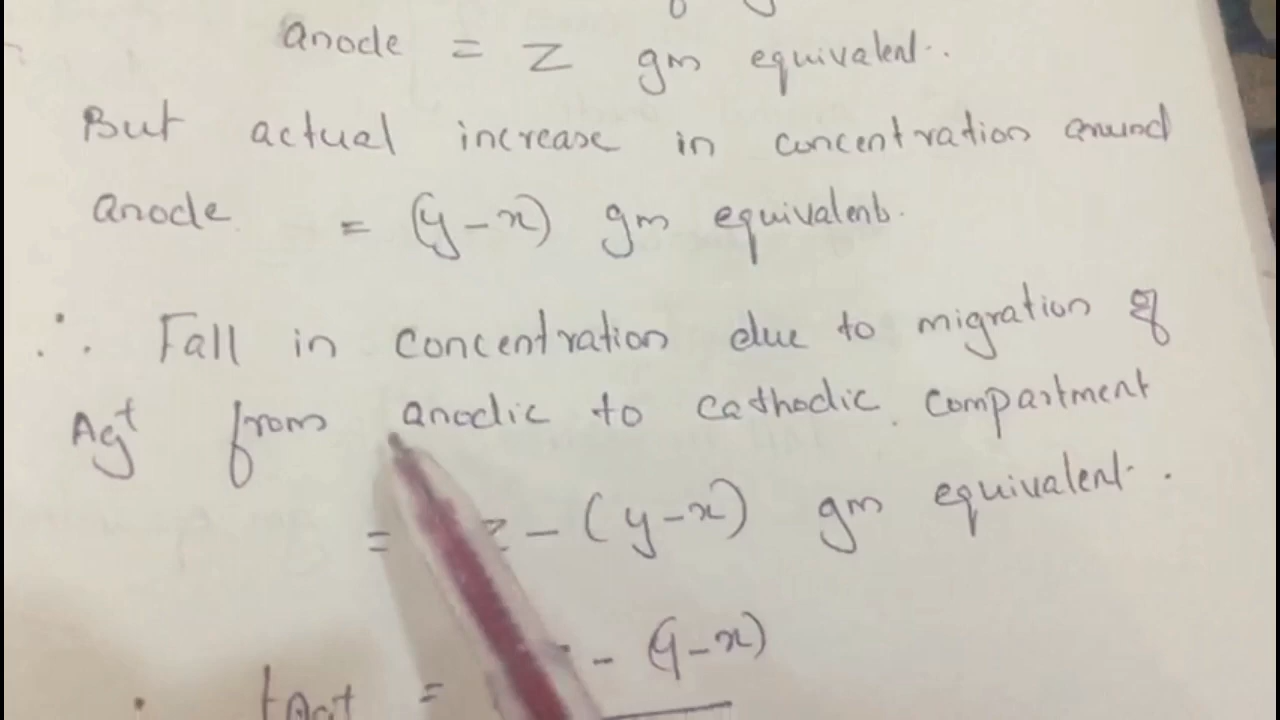 anode = Z gm equivalent.
But actual increase in concentration around
anode = (y-x) gm equivalent.
∴ Fall in concentration due to migration of
Ag+ from anodic to cathodic compartment
= z - (y-x) gm equivalent.
∴ tAg+ = - (y-x)